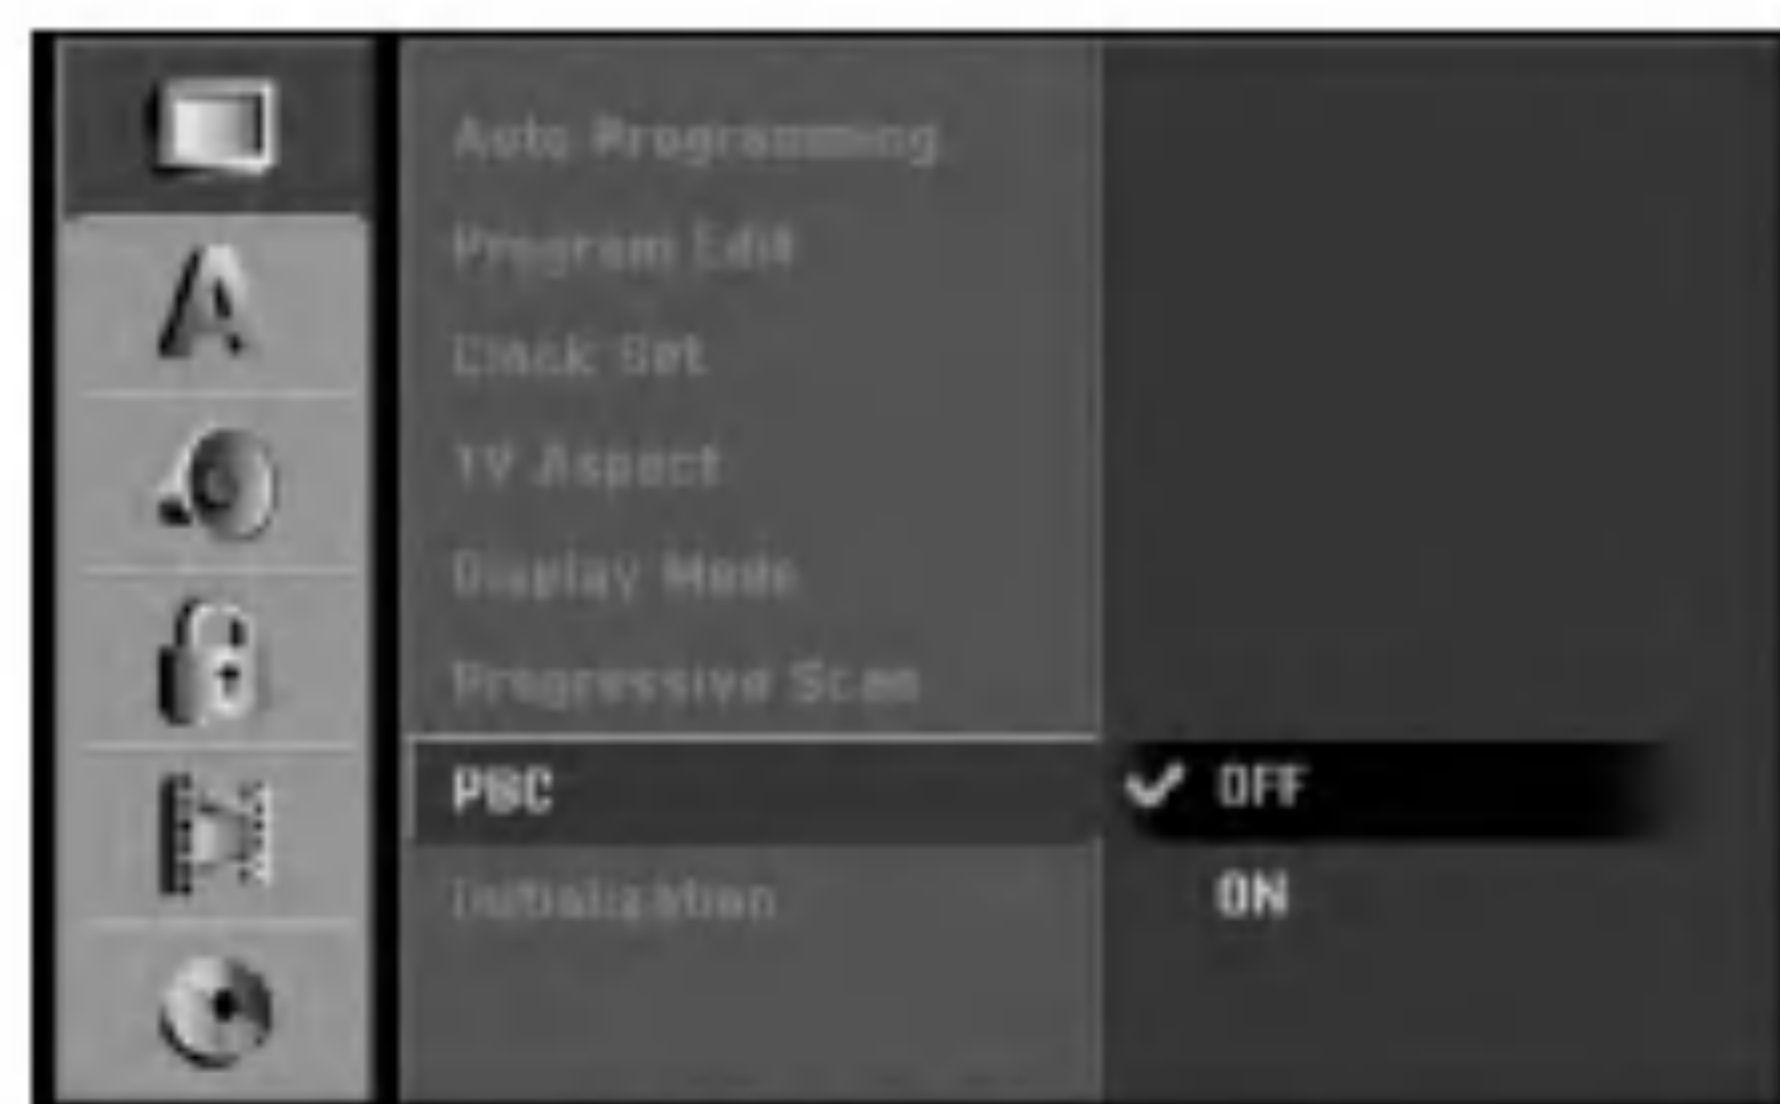 Auto Programming
Program Edit
Clock Set
TV Aspect
Display Mode
Progressive Scan
PBC
✔ OFF
ON
Initialization